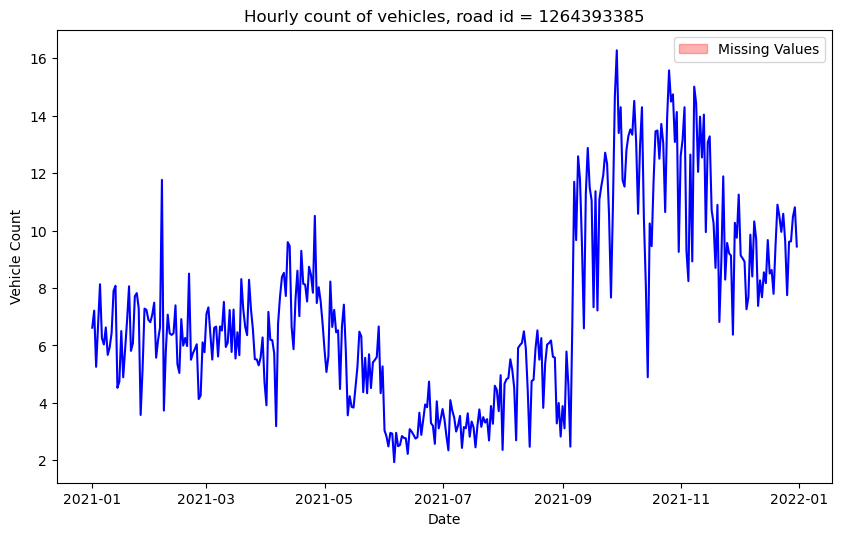 Hourly count of vehicles, road id = 1264393385
Missing Values
16
14
12
10
8
6
4
2
Vehicle Count
2021-01 2021-03 2021-05 2021-07 2021-09 2021-11 2022-01
Date